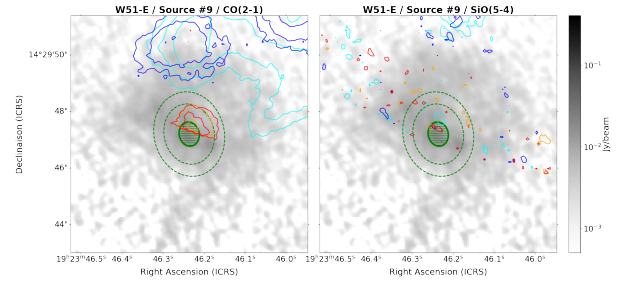 W51-E / Source #9 / CO(2-1)
W51-E / Source #9 / SiO(5-4)
Declinaison (ICRS)
14°29'50"
48"
46"
44"
19ʰ23ᵐ46.5ˢ 46.4ˢ 46.3ˢ 46.2ˢ 46.1ˢ 46.0ˢ
19ʰ23ᵐ46.5ˢ 46.4ˢ 46.3ˢ 46.2ˢ 46.1ˢ 46.0ˢ
Right Ascension (ICRS)
Right Ascension (ICRS)
10⁻¹
10⁻²
10⁻³
Jy/beam